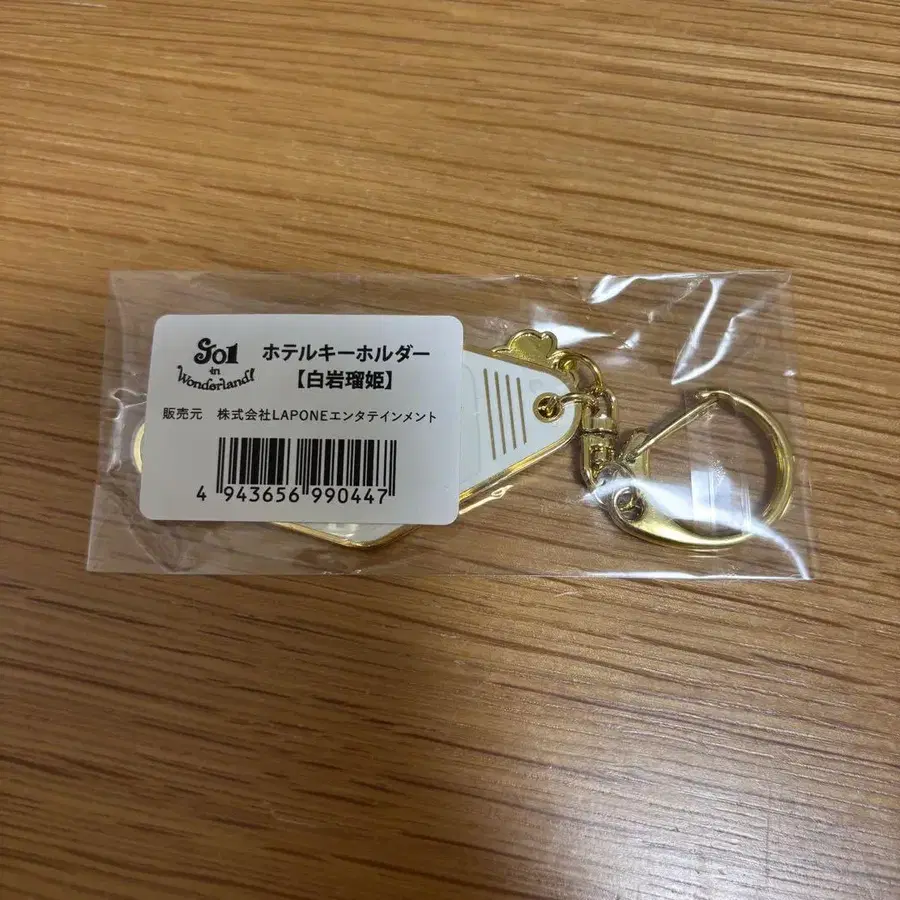 JO1
in
Wonderland!
ホテルキーホルダー
【白岩瑠姫】
販売元 株式会社LAPONEエンタテインメント
4 943656 990447